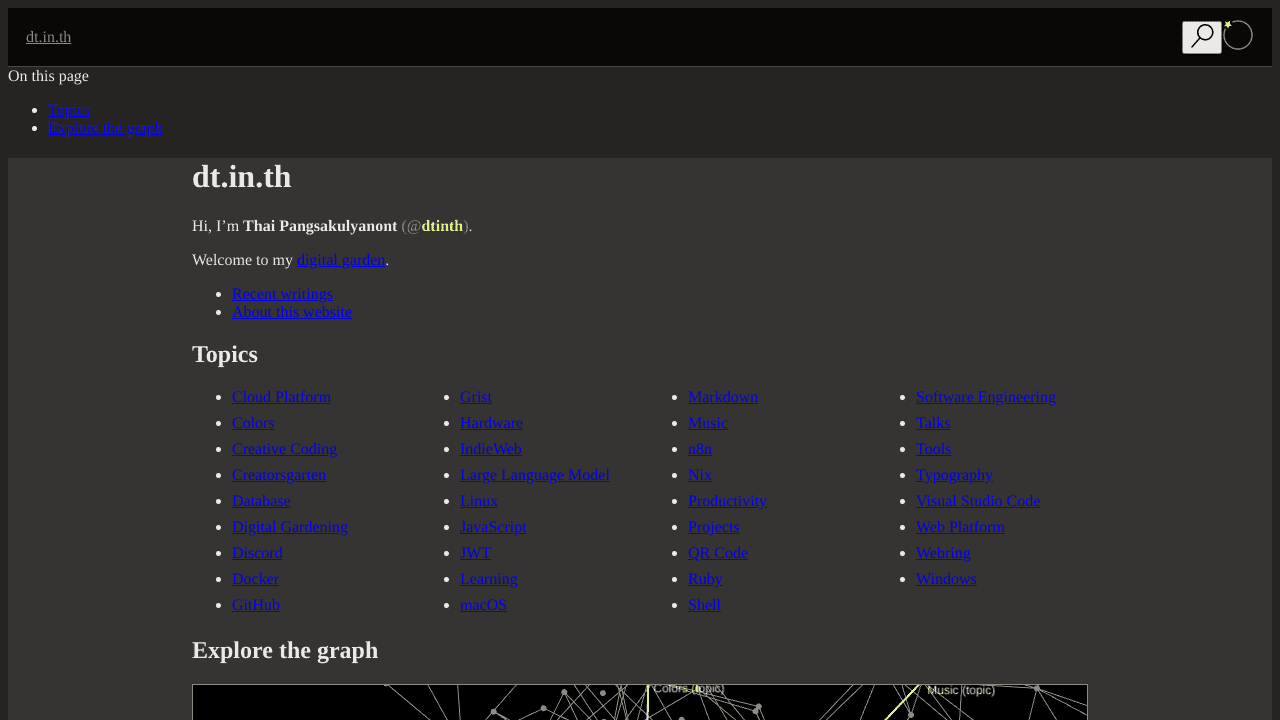 dt.in.th
On this page
Topics
Explore the graph
dt.in.th
Hi, I’m Thai Pangsakulyanont (@dtinth).
Welcome to my digital garden.
Recent writings
About this website
Topics
Cloud Platform
Colors
Creative Coding
Creatorsgarten
Database
Digital Gardening
Discord
Docker
GitHub
Grist
Hardware
IndieWeb
Large Language Model
Linux
JavaScript
JWT
Learning
macOS
Markdown
Music
n8n
Nix
Productivity
Projects
QR Code
Ruby
Shell
Software Engineering
Talks
Tools
Typography
Visual Studio Code
Web Platform
Webring
Windows
Explore the graph
Colors (topic)
Music (topic)